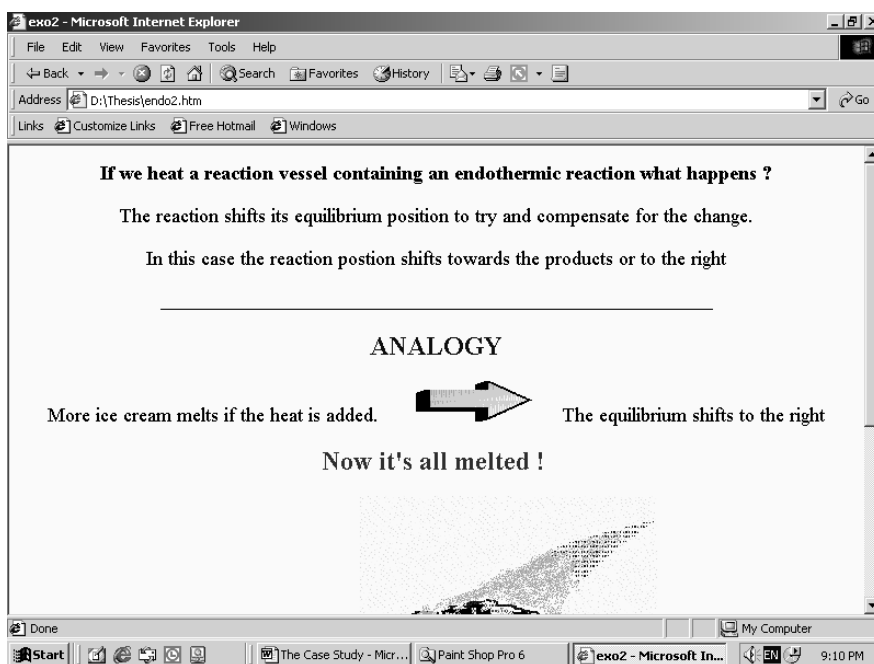 exo2 - Microsoft Internet Explorer
File Edit View Favorites Tools Help
Back Search Favorites History
Address D:\Thesis\endo2.htm Go
Links Customize Links Free Hotmail Windows
If we heat a reaction vessel containing an endothermic reaction what happens ?
The reaction shifts its equilibrium position to try and compensate for the change.
In this case the reaction postion shifts towards the products or to the right
ANALOGY
More ice cream melts if the heat is added. The equilibrium shifts to the right
Now it's all melted !
Done My Computer
Start The Case Study - Micr... Paint Shop Pro 6 exo2 - Microsoft In... EN 9:10 PM